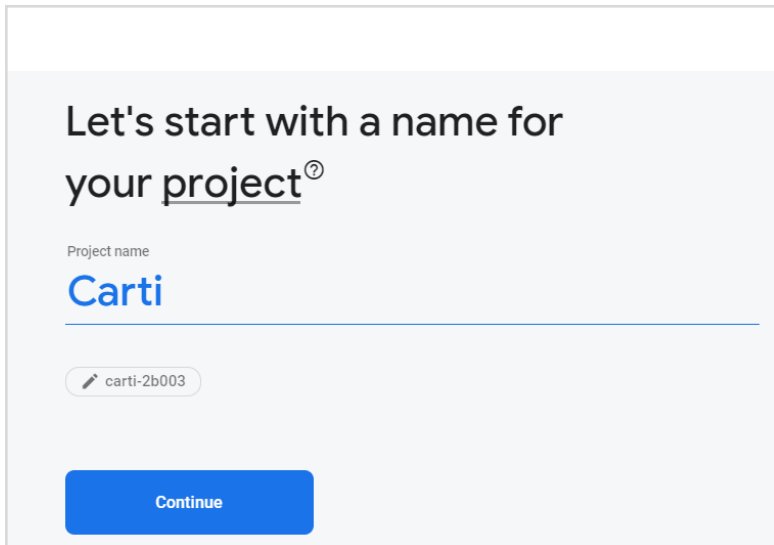 Let's start with a name for
your project
Project name
Carti
carti-2b003
Continue